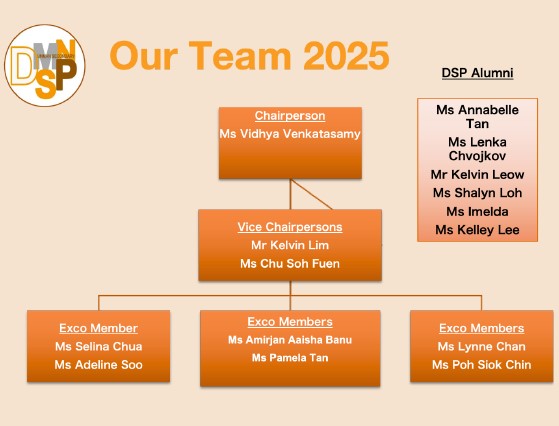 DMNSP
Our Team 2025
DSP Alumni
Chairperson
Ms Vidhya Venkatasamy
Ms Annabelle
Tan
Ms Lenka
Chvojkov
Mr Kelvin Leow
Ms Shalyn Loh
Ms Imelda
Ms Kelley Lee
Vice Chairpersons
Mr Kelvin Lim
Ms Chu Soh Fuen
Exco Member
Ms Selina Chua
Ms Adeline Soo
Exco Members
Ms Amirjan Aaisha Banu
Ms Pamela Tan
Exco Members
Ms Lynne Chan
Ms Poh Siok Chin